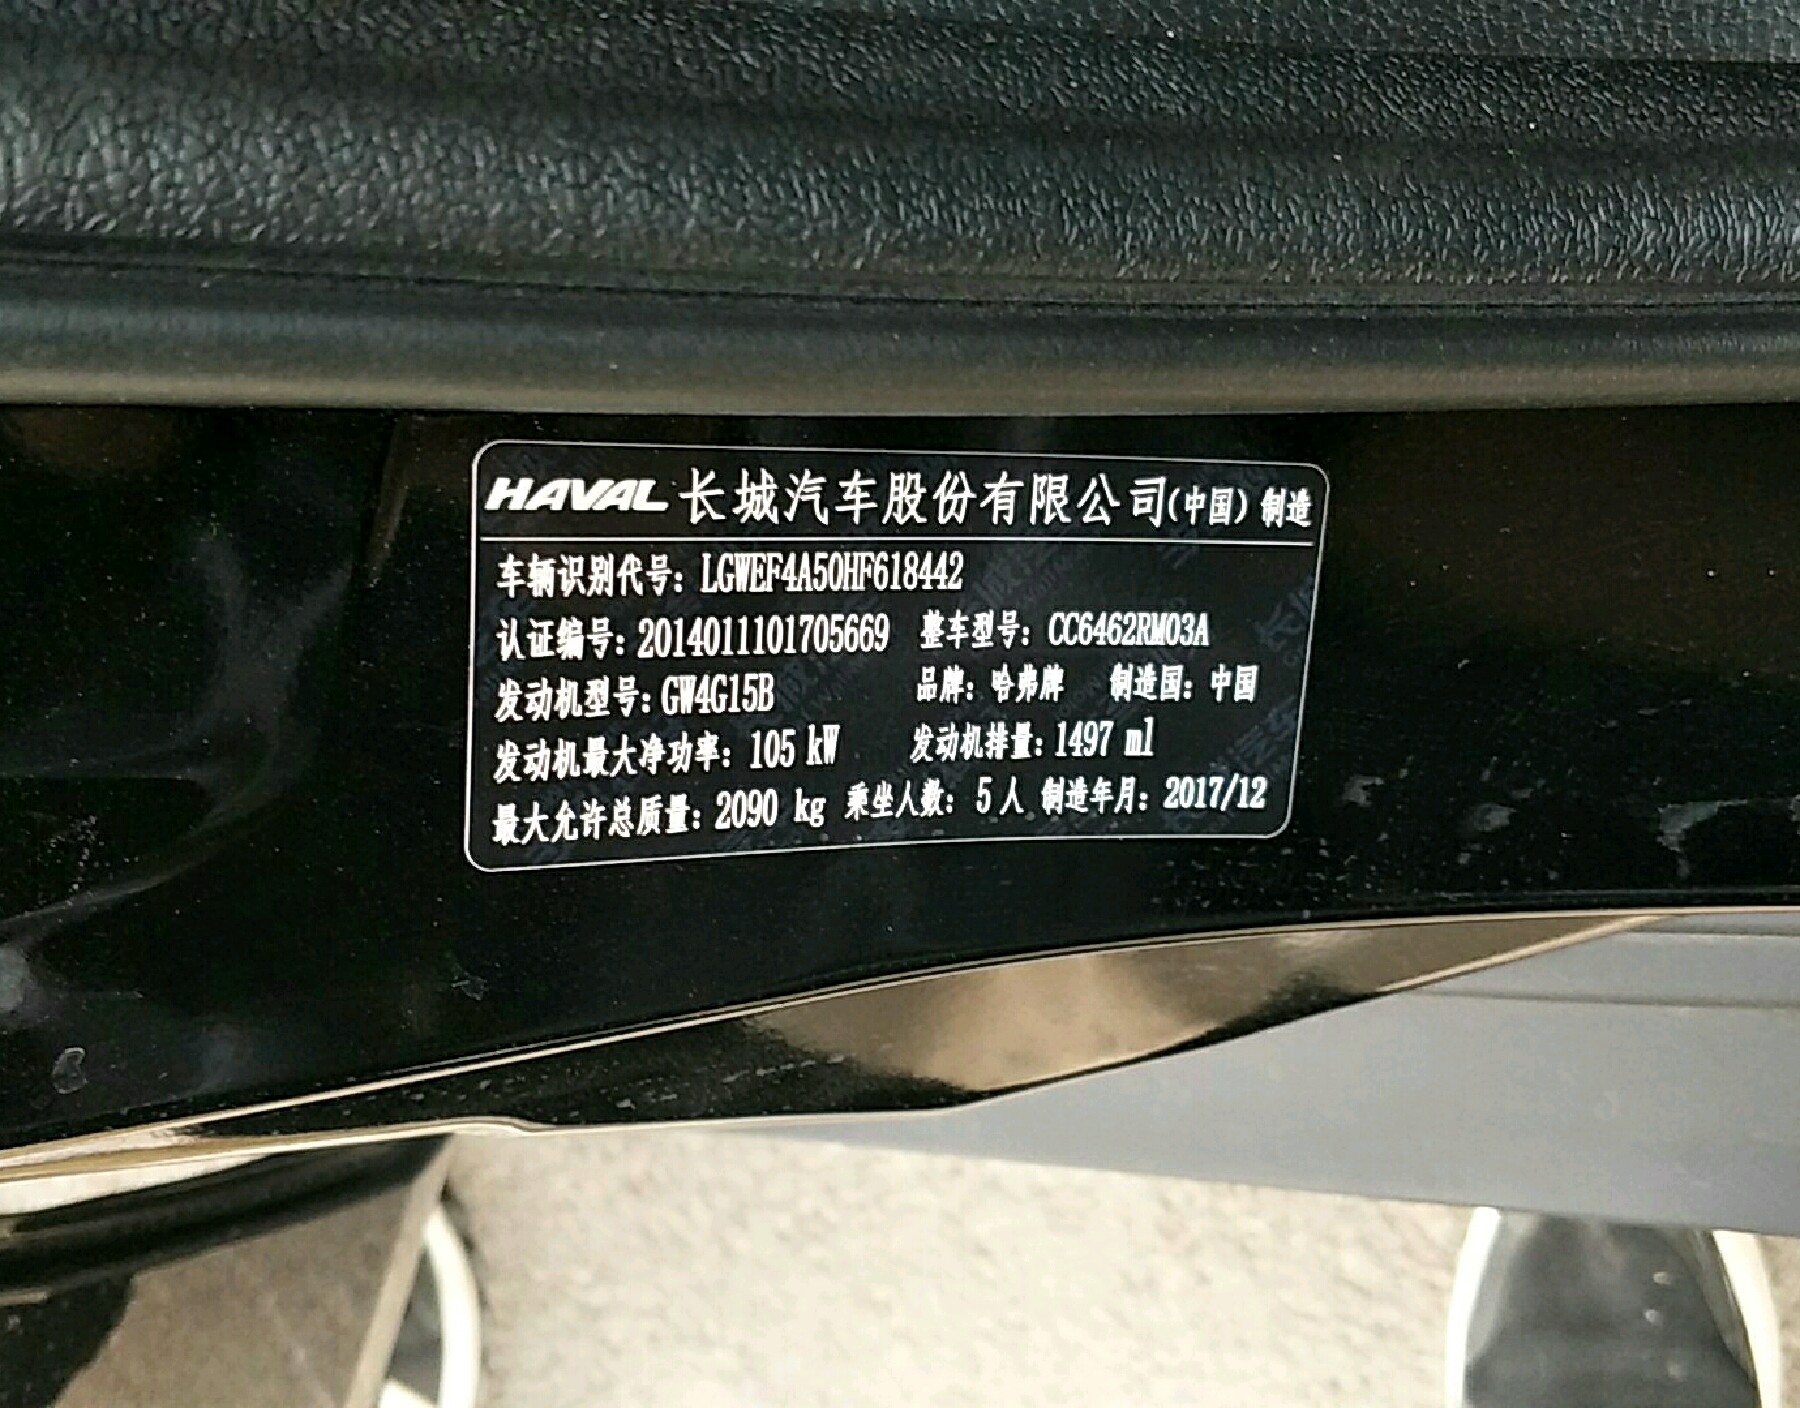 HAVAL 长城汽车股份有限公司(中国) 制造
车辆识别代号: LGWEF4A50HF618442
认证编号: 2014011101705669 整车型号: CC6462RM03A
发动机型号: GW4G15B 品牌: 哈弗牌 制造国: 中国
发动机最大净功率: 105 kW 发动机排量: 1497 ml
最大允许总质量: 2090 kg 乘坐人数: 5人 制造年月: 2017/12